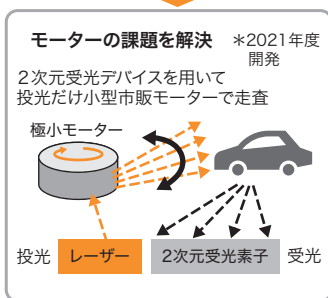 モーターの課題を解決 *2021年度
開発
2次元受光デバイスを用いて
投光だけ小型市販モーターで走査
極小モーター
投光 レーザー 2次元受光素子 受光